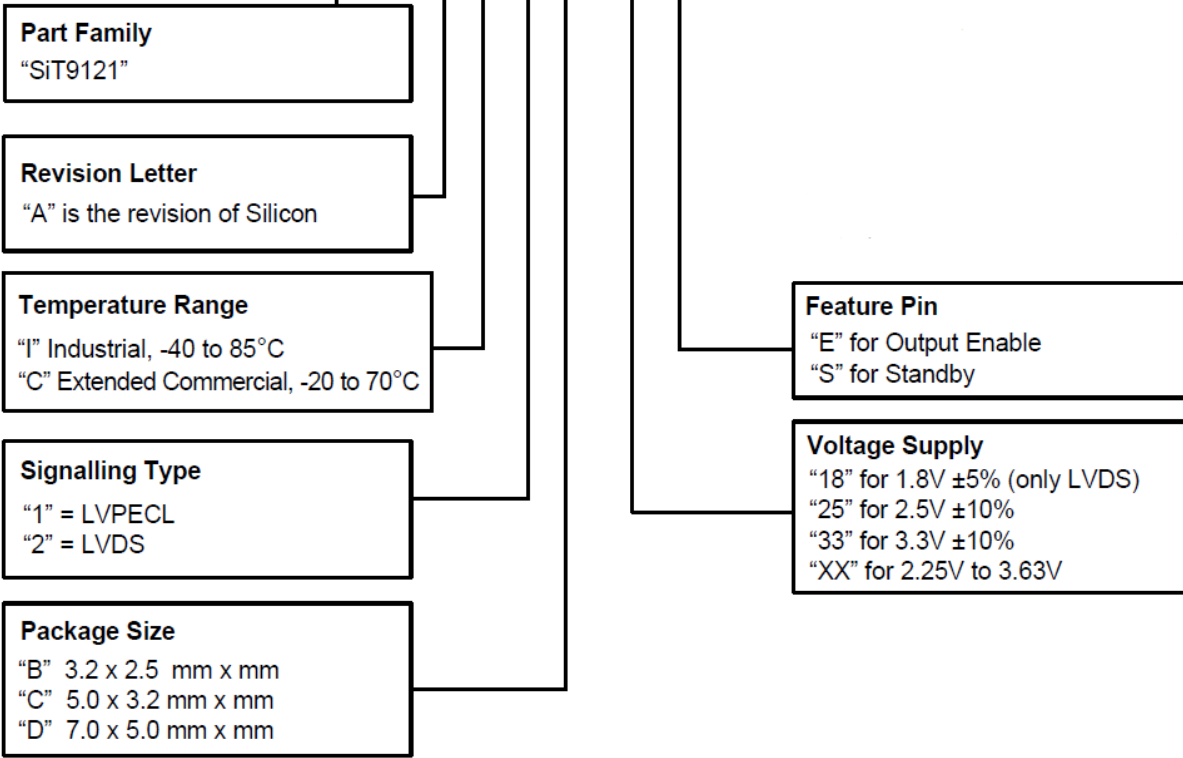 Part Family
“SiT9121”
Revision Letter
“A” is the revision of Silicon
Temperature Range
“I” Industrial, -40 to 85°C
“C” Extended Commercial, -20 to 70°C
Signalling Type
“1” = LVPECL
“2” = LVDS
Package Size
“B” 3.2 x 2.5 mm x mm
“C” 5.0 x 3.2 mm x mm
“D” 7.0 x 5.0 mm x mm
Feature Pin
“E” for Output Enable
“S” for Standby
Voltage Supply
“18” for 1.8V ±5% (only LVDS)
“25” for 2.5V ±10%
“33” for 3.3V ±10%
“XX” for 2.25V to 3.63V